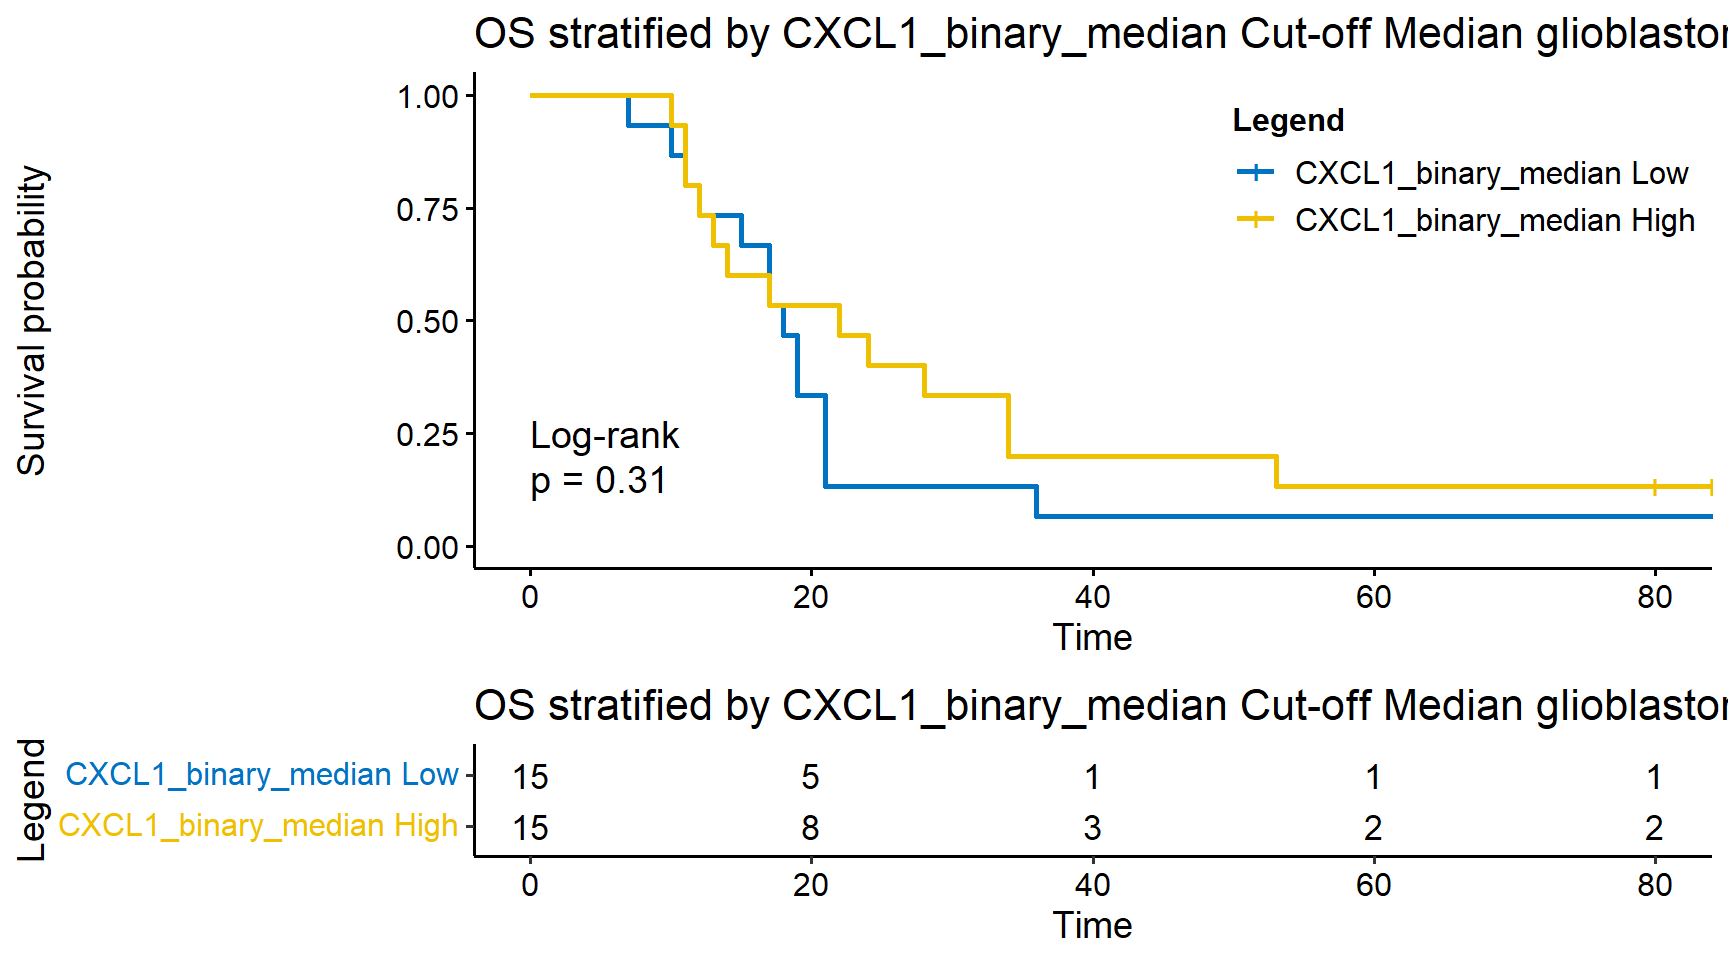 OS stratified by CXCL1_binary_median Cut-off Median glioblastor
Survival probability
1.00
0.75
0.50
0.25
0.00
Legend
CXCL1_binary_median Low
CXCL1_binary_median High
Log-rank
p = 0.31
0 20 40 60 80
Time
OS stratified by CXCL1_binary_median Cut-off Median glioblastor
Legend
CXCL1_binary_median Low 15 5 1 1 1
CXCL1_binary_median High 15 8 3 2 2
0 20 40 60 80
Time